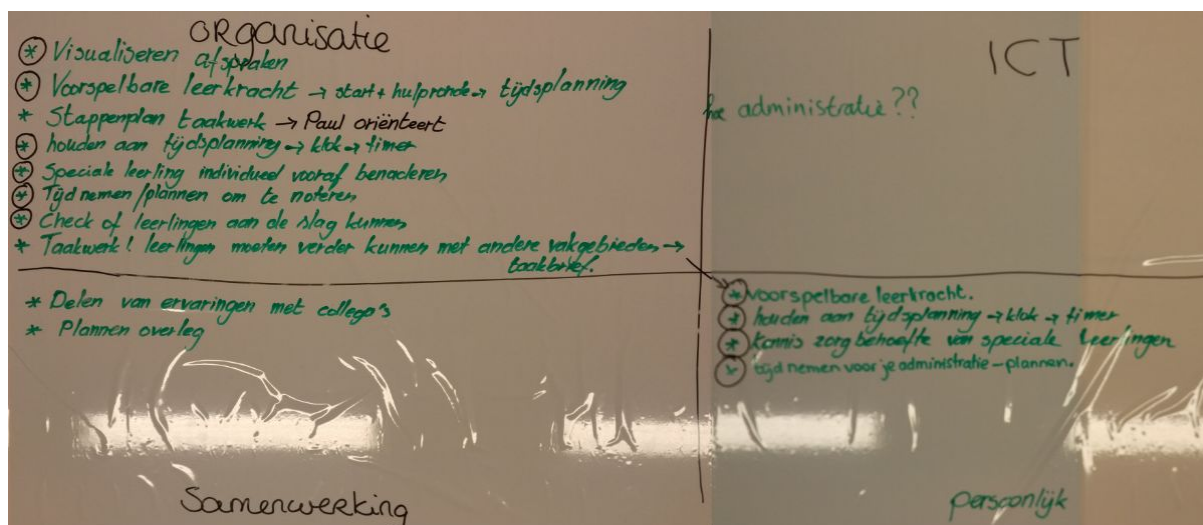 ORGANISATIE
* Visualiseren afspraken
* Voorspelbare leerkracht → start + hulpronde → tijdsplanning
* Stappenplan taakwerk → Paul oriënteert
* houden aan tijdsplanning → klok → timer
* Speciale leerling individueel vooraf benaderen
* Tijd nemen/plannen om te noteren
* Check of leerlingen aan de slag kunnen
* Taakwerk! leerlingen moeten verder kunnen met andere vakgebieden →
taakbrief.
ICT
hoe administratie??
* Delen van ervaringen met collega's
* Plannen overleg
Samenwerking
* voorspelbare leerkracht.
* houden aan tijdsplanning → klok → timer
* Kennis zorgbehoefte van speciale leerlingen
* tijd nemen voor je administratie - plannen.
persoonlijk